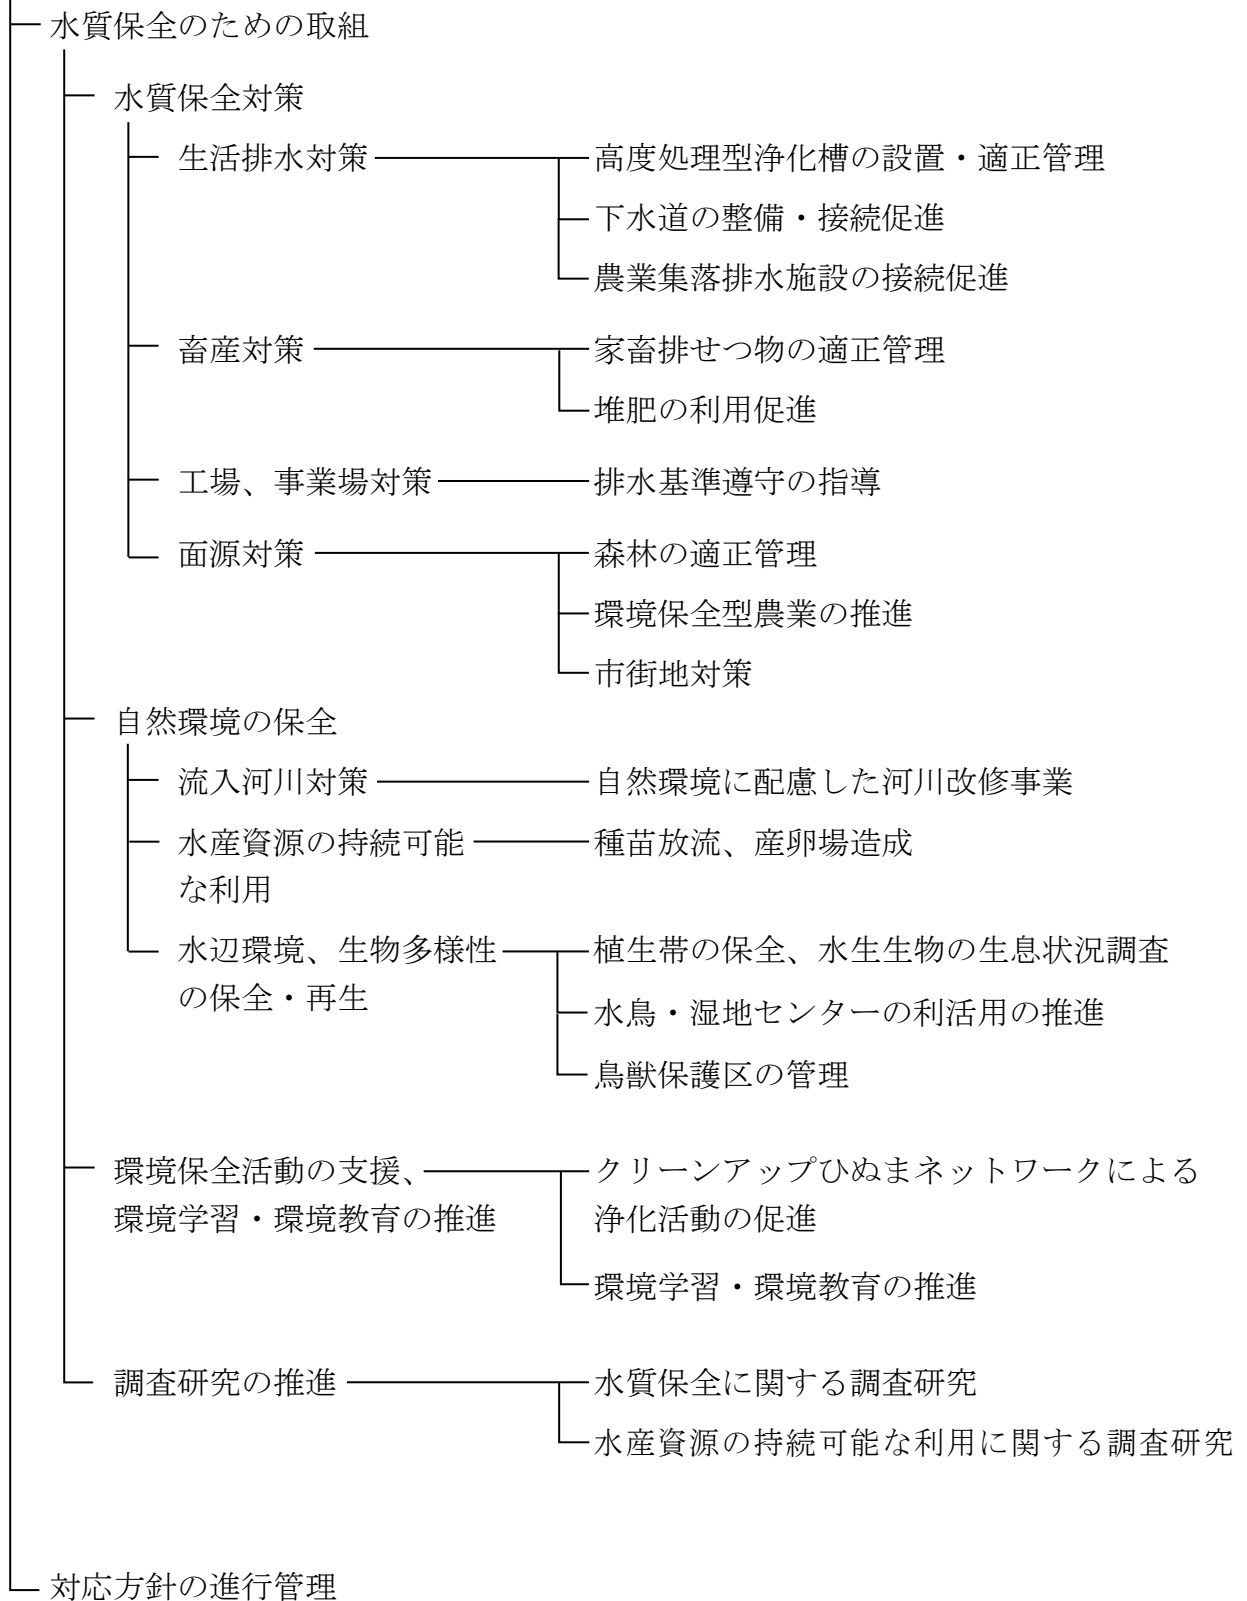 水質保全のための取組
水質保全対策
生活排水対策
高度処理型浄化槽の設置・適正管理
下水道の整備・接続促進
農業集落排水施設の接続促進
畜産対策
家畜排せつ物の適正管理
堆肥の利用促進
工場、事業場対策
排水基準遵守の指導
面源対策
森林の適正管理
環境保全型農業の推進
市街地対策
自然環境の保全
流入河川対策
自然環境に配慮した河川改修事業
水産資源の持続可能
な利用
種苗放流、産卵場造成
水辺環境、生物多様性
の保全・再生
植生帯の保全、水生生物の生息状況調査
水鳥・湿地センターの利活用の推進
鳥獣保護区の管理
環境保全活動の支援、
環境学習・環境教育の推進
クリーンアップひぬまネットワークによる
浄化活動の促進
環境学習・環境教育の推進
調査研究の推進
水質保全に関する調査研究
水産資源の持続可能な利用に関する調査研究
対応方針の進行管理